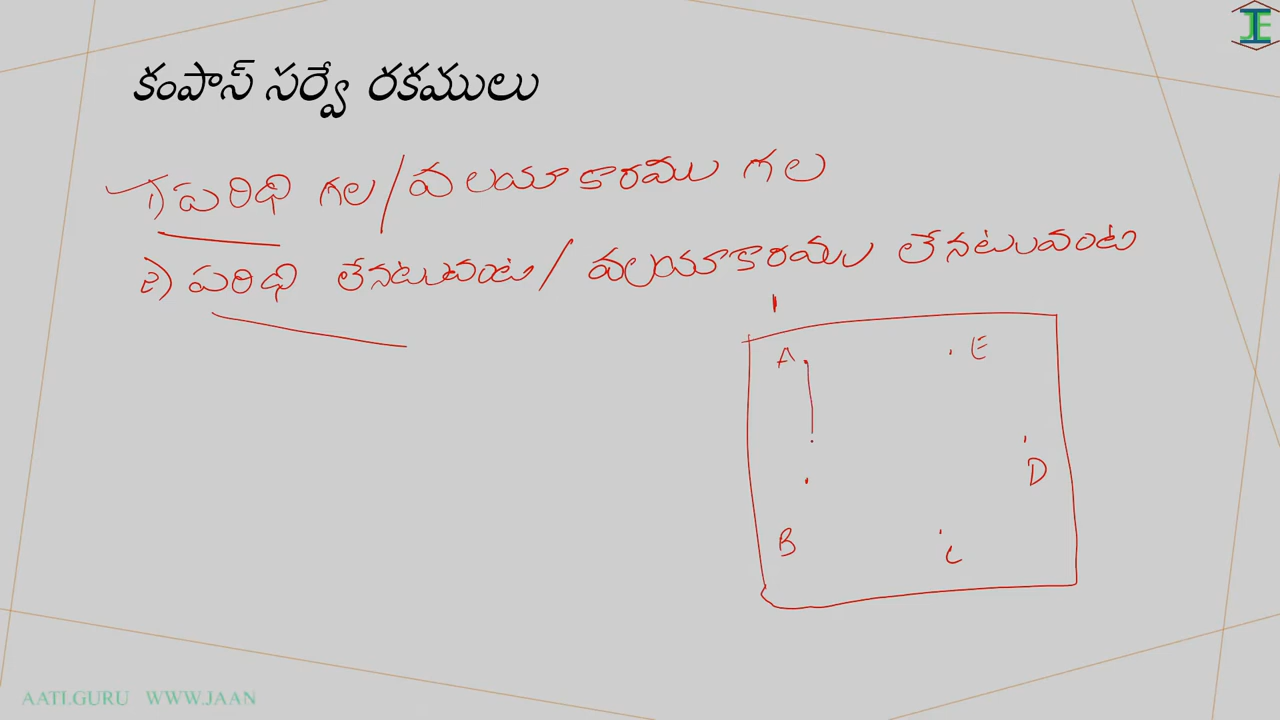 కంపాస్ సర్వే రకములు
1) పరిధి గల/వలయాకారము గల
2) పరిధి లేనటువంట/వలయాకారము లేనటువంట
A
E
D
B
C
AATI.GURU WWW.JAAN